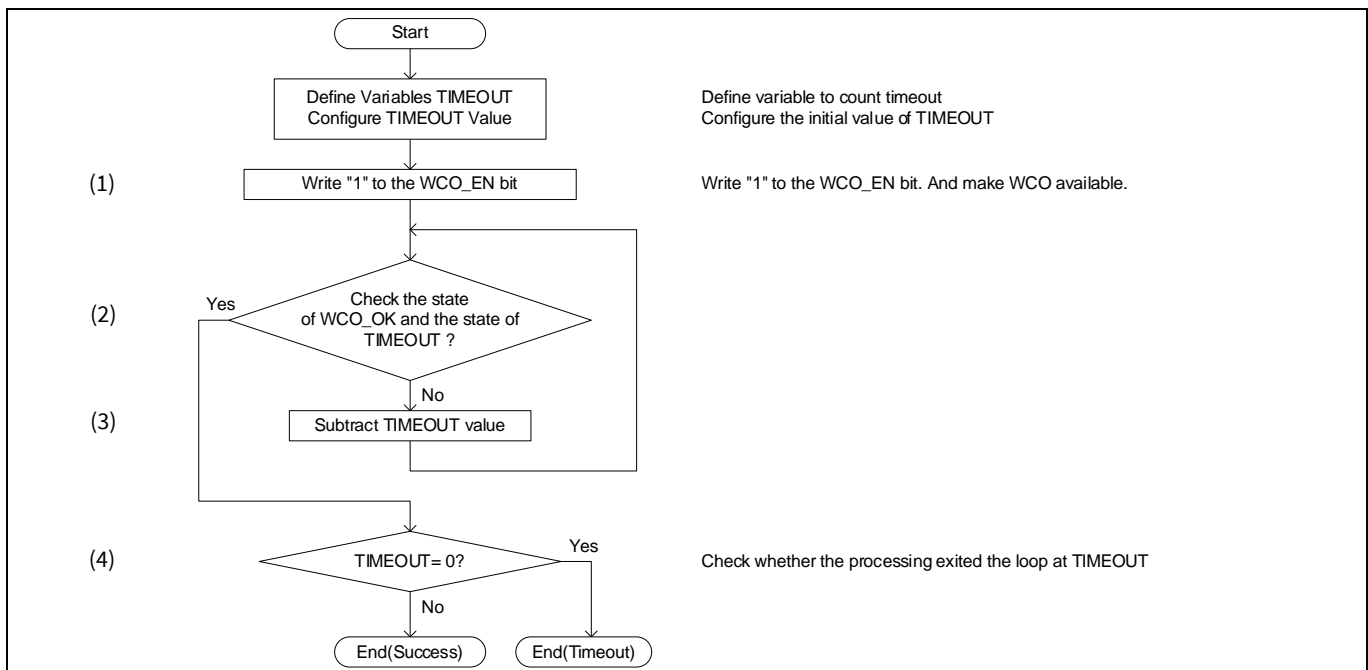 Start
Define Variables TIMEOUT
Configure TIMEOUT Value
Define variable to count timeout
Configure the initial value of TIMEOUT
(1)
Write "1" to the WCO_EN bit
Write "1" to the WCO_EN bit. And make WCO available.
(2)
Yes
Check the state
of WCO_OK and the state of
TIMEOUT ?
No
(3)
Subtract TIMEOUT value
(4)
TIMEOUT= 0?
Yes
Check whether the processing exited the loop at TIMEOUT
No
End(Success)
End(Timeout)